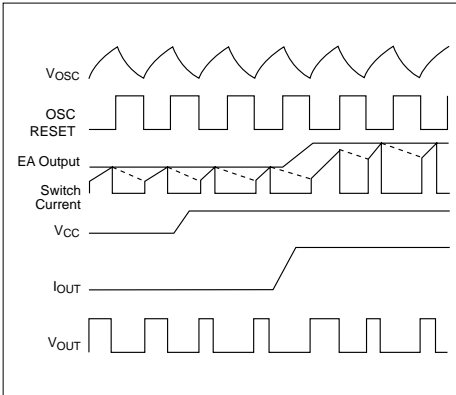 VOSC
OSC
RESET
EA Output
Switch
Current
VCC
IOUT
VOUT